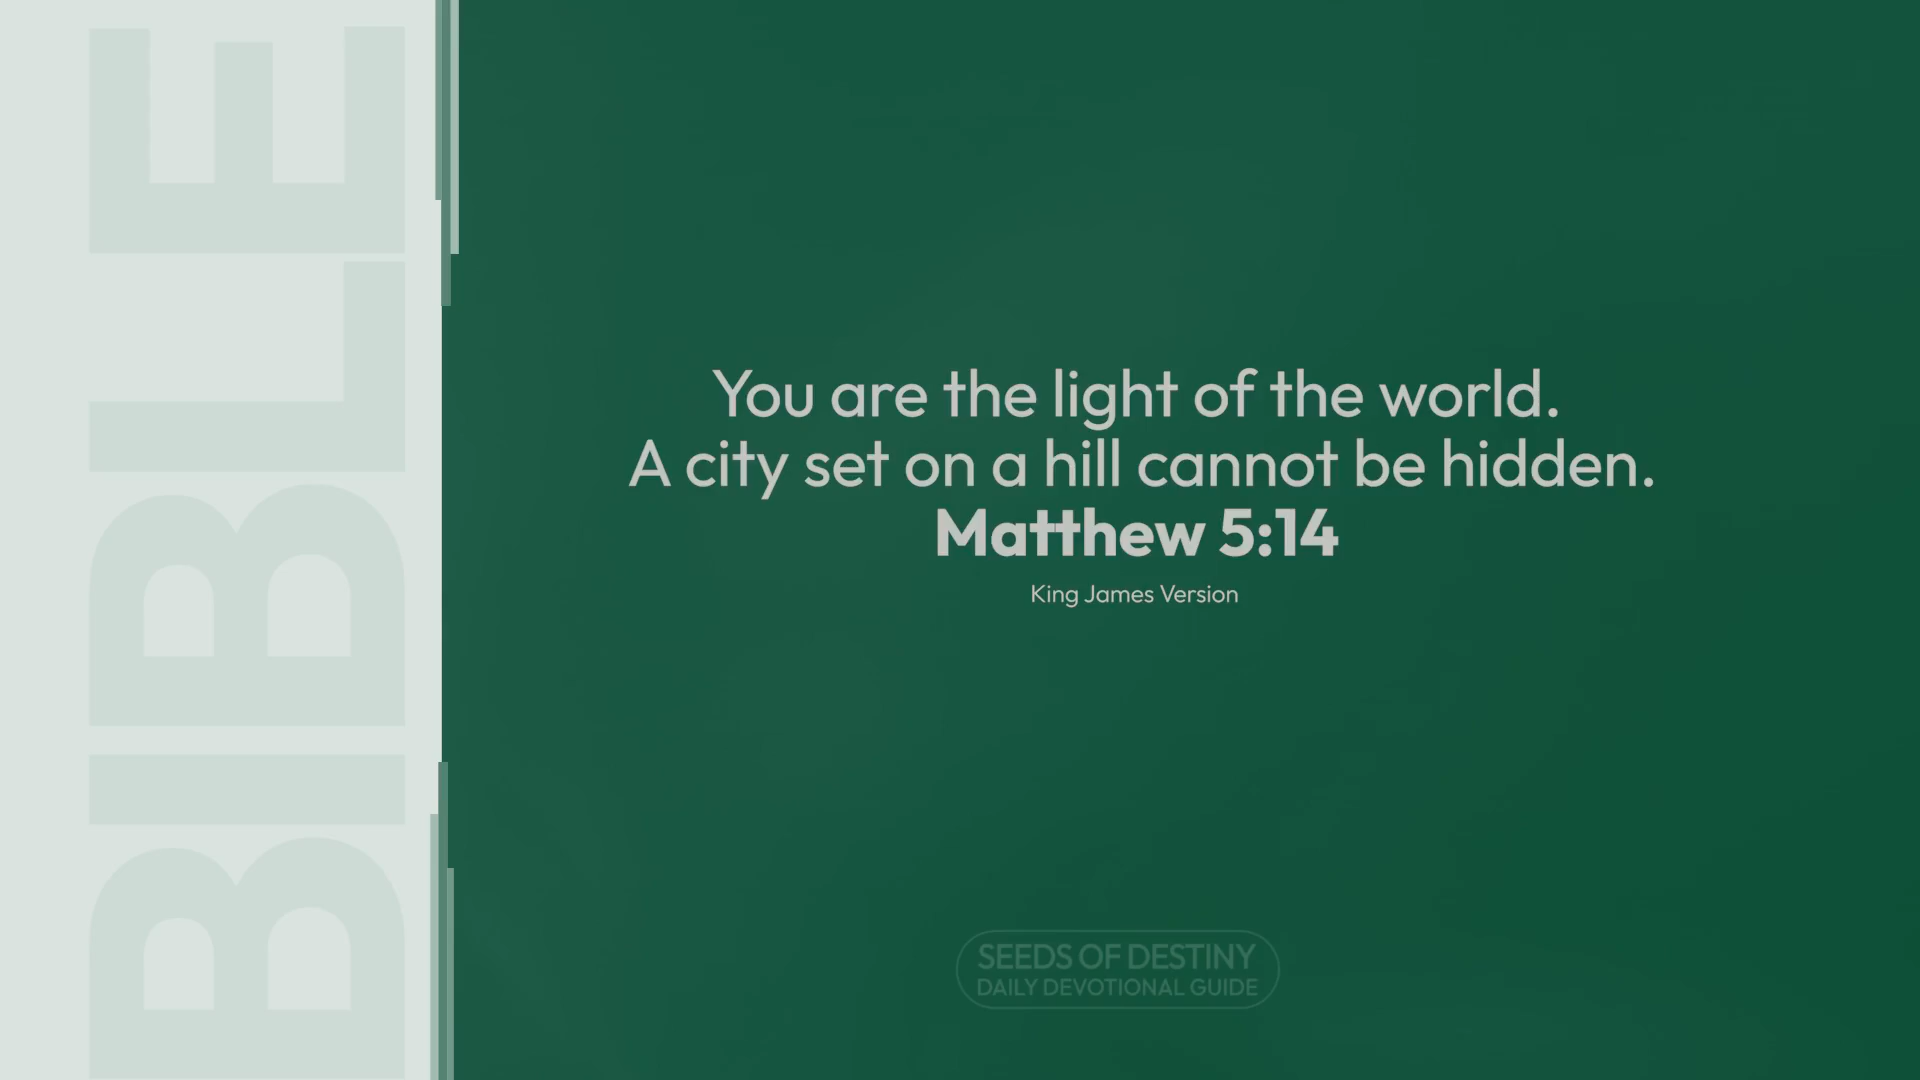 BIBLE
You are the light of the world.
A city set on a hill cannot be hidden.
Matthew 5:14
King James Version
SEEDS OF DESTINY
DAILY DEVOTIONAL GUIDE